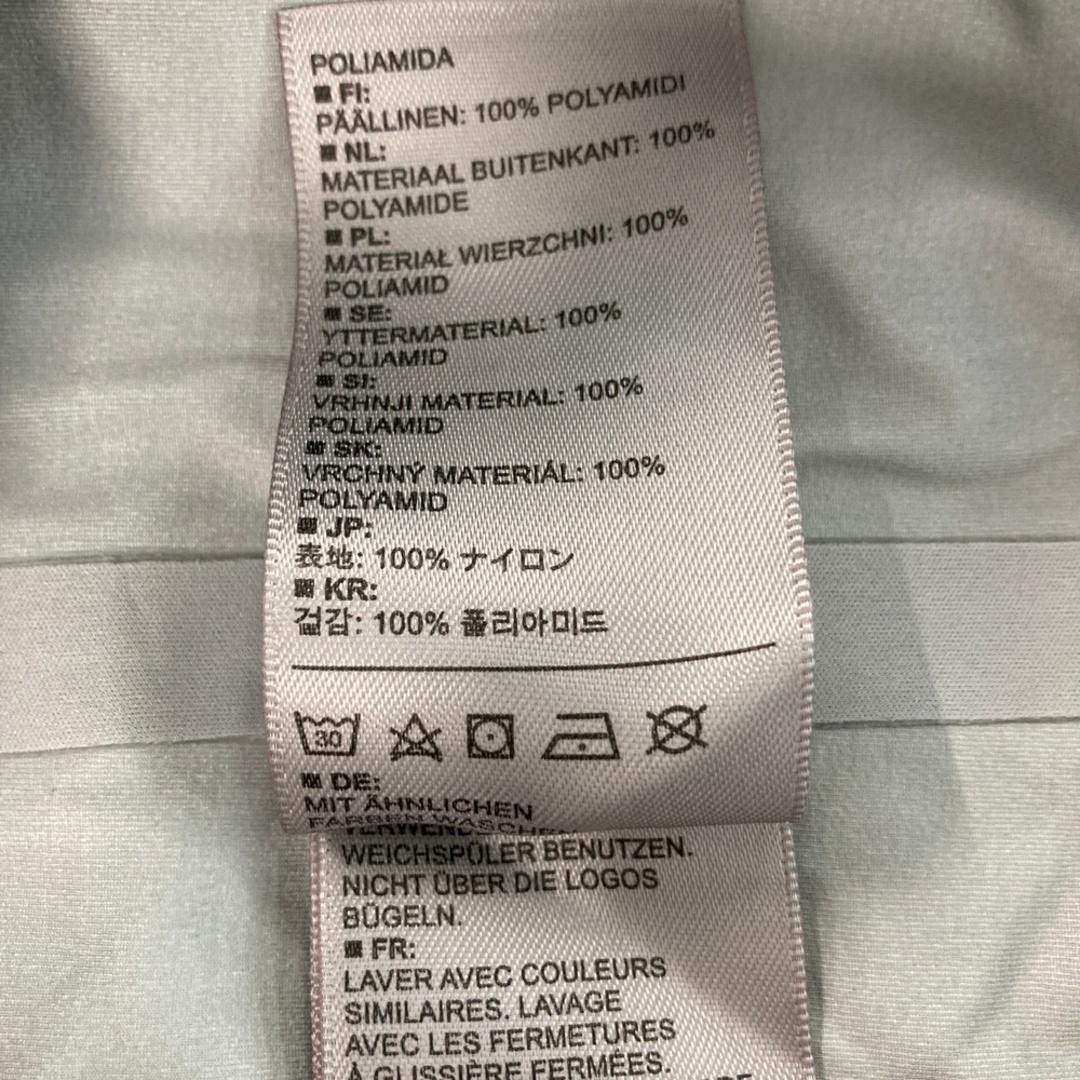 POLIAMIDA
FI:
PÄÄLLINEN: 100% POLYAMIDI
NL:
MATERIAAL BUITENKANT: 100%
POLYAMIDE
PL:
MATERIAŁ WIERZCHNI: 100%
POLIAMID
SE:
YTTERMATERIAL: 100%
POLIAMID
SI:
VRHNJI MATERIAL: 100%
POLIAMID
SK:
VRCHNÝ MATERIÁL: 100%
POLYAMID
JP:
表地: 100% ナイロン
KR:
겉감: 100% 폴리아미드
30
DE:
MIT ÄHNLICHEN
FARBEN WASCHEN
WEICHSPÜLER BENUTZEN.
NICHT ÜBER DIE LOGOS
BÜGELN.
FR:
LAVER AVEC COULEURS
SIMILAIRES. LAVAGE
AVEC LES FERMETURES
À GLISSIÈRE FERMÉES.